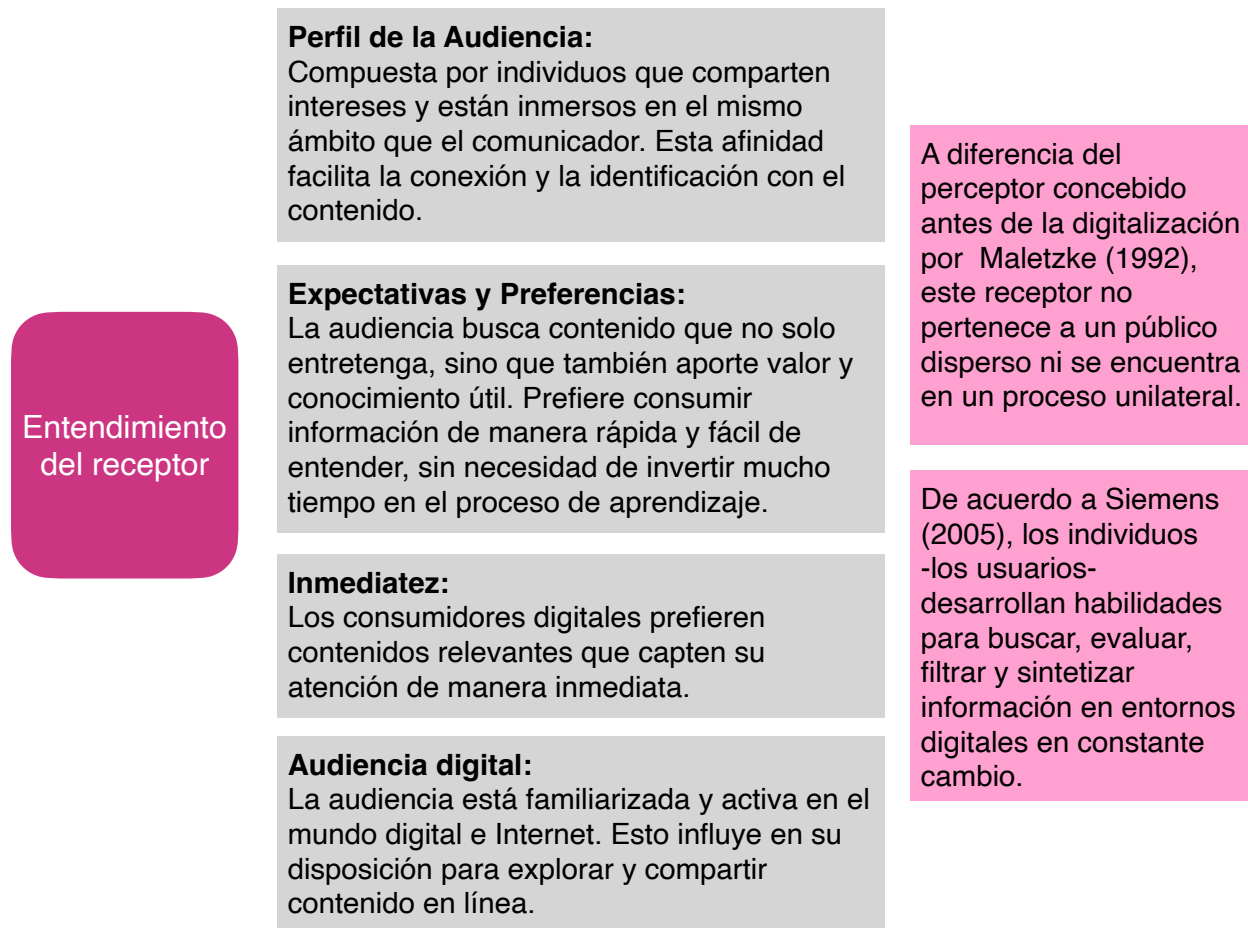 Entendimiento
del receptor
Perfil de la Audiencia:
Compuesta por individuos que comparten
intereses y están inmersos en el mismo
ámbito que el comunicador. Esta afinidad
facilita la conexión y la identificación con el
contenido.
Expectativas y Preferencias:
La audiencia busca contenido que no solo
entretenga, sino que también aporte valor y
conocimiento útil. Prefiere consumir
información de manera rápida y fácil de
entender, sin necesidad de invertir mucho
tiempo en el proceso de aprendizaje.
Inmediatez:
Los consumidores digitales prefieren
contenidos relevantes que capten su
atención de manera inmediata.
Audiencia digital:
La audiencia está familiarizada y activa en el
mundo digital e Internet. Esto influye en su
disposición para explorar y compartir
contenido en línea.
A diferencia del
perceptor concebido
antes de la digitalización
por  Maletzke (1992),
este receptor no
pertenece a un público
disperso ni se encuentra
en un proceso unilateral.
De acuerdo a Siemens
(2005), los individuos
-los usuarios-
desarrollan habilidades
para buscar, evaluar,
filtrar y sintetizar
información en entornos
digitales en constante
cambio.